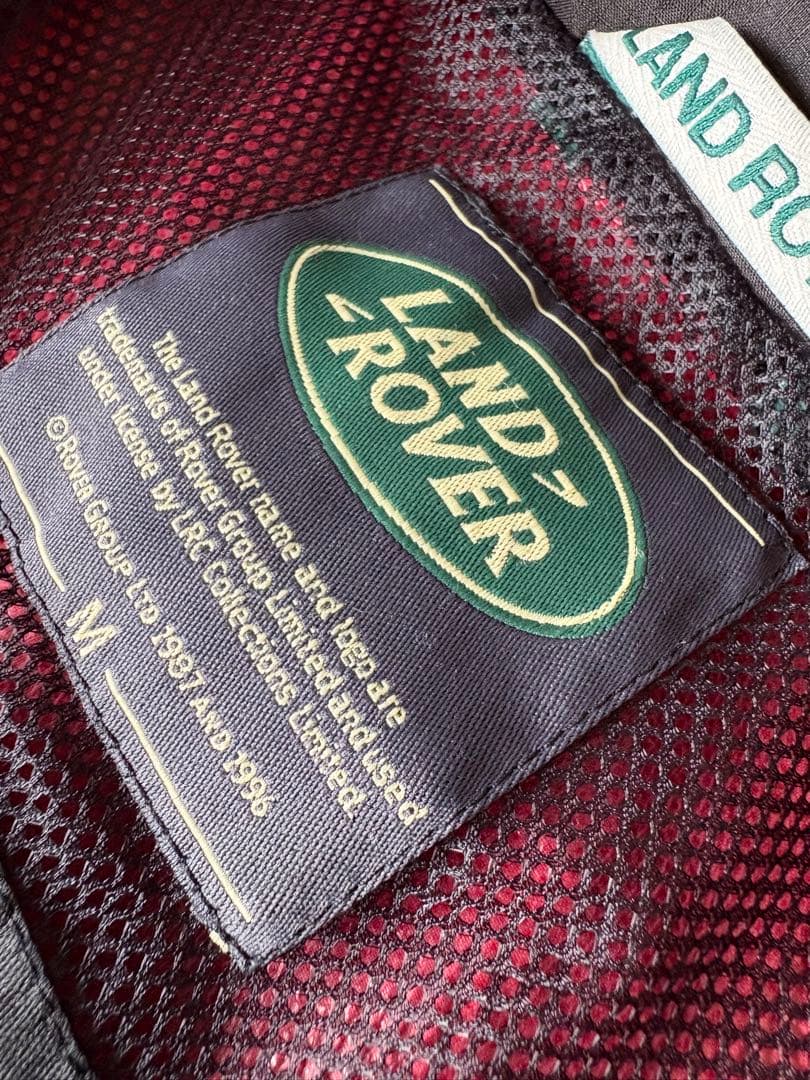 LAND RO
LAND
ROVER
The Land Rover name and logo are
trademarks of Rover Group Limited and used
under license by LRC Collections Limited
© ROVER GROUP LTD 1997 AND 1996
M